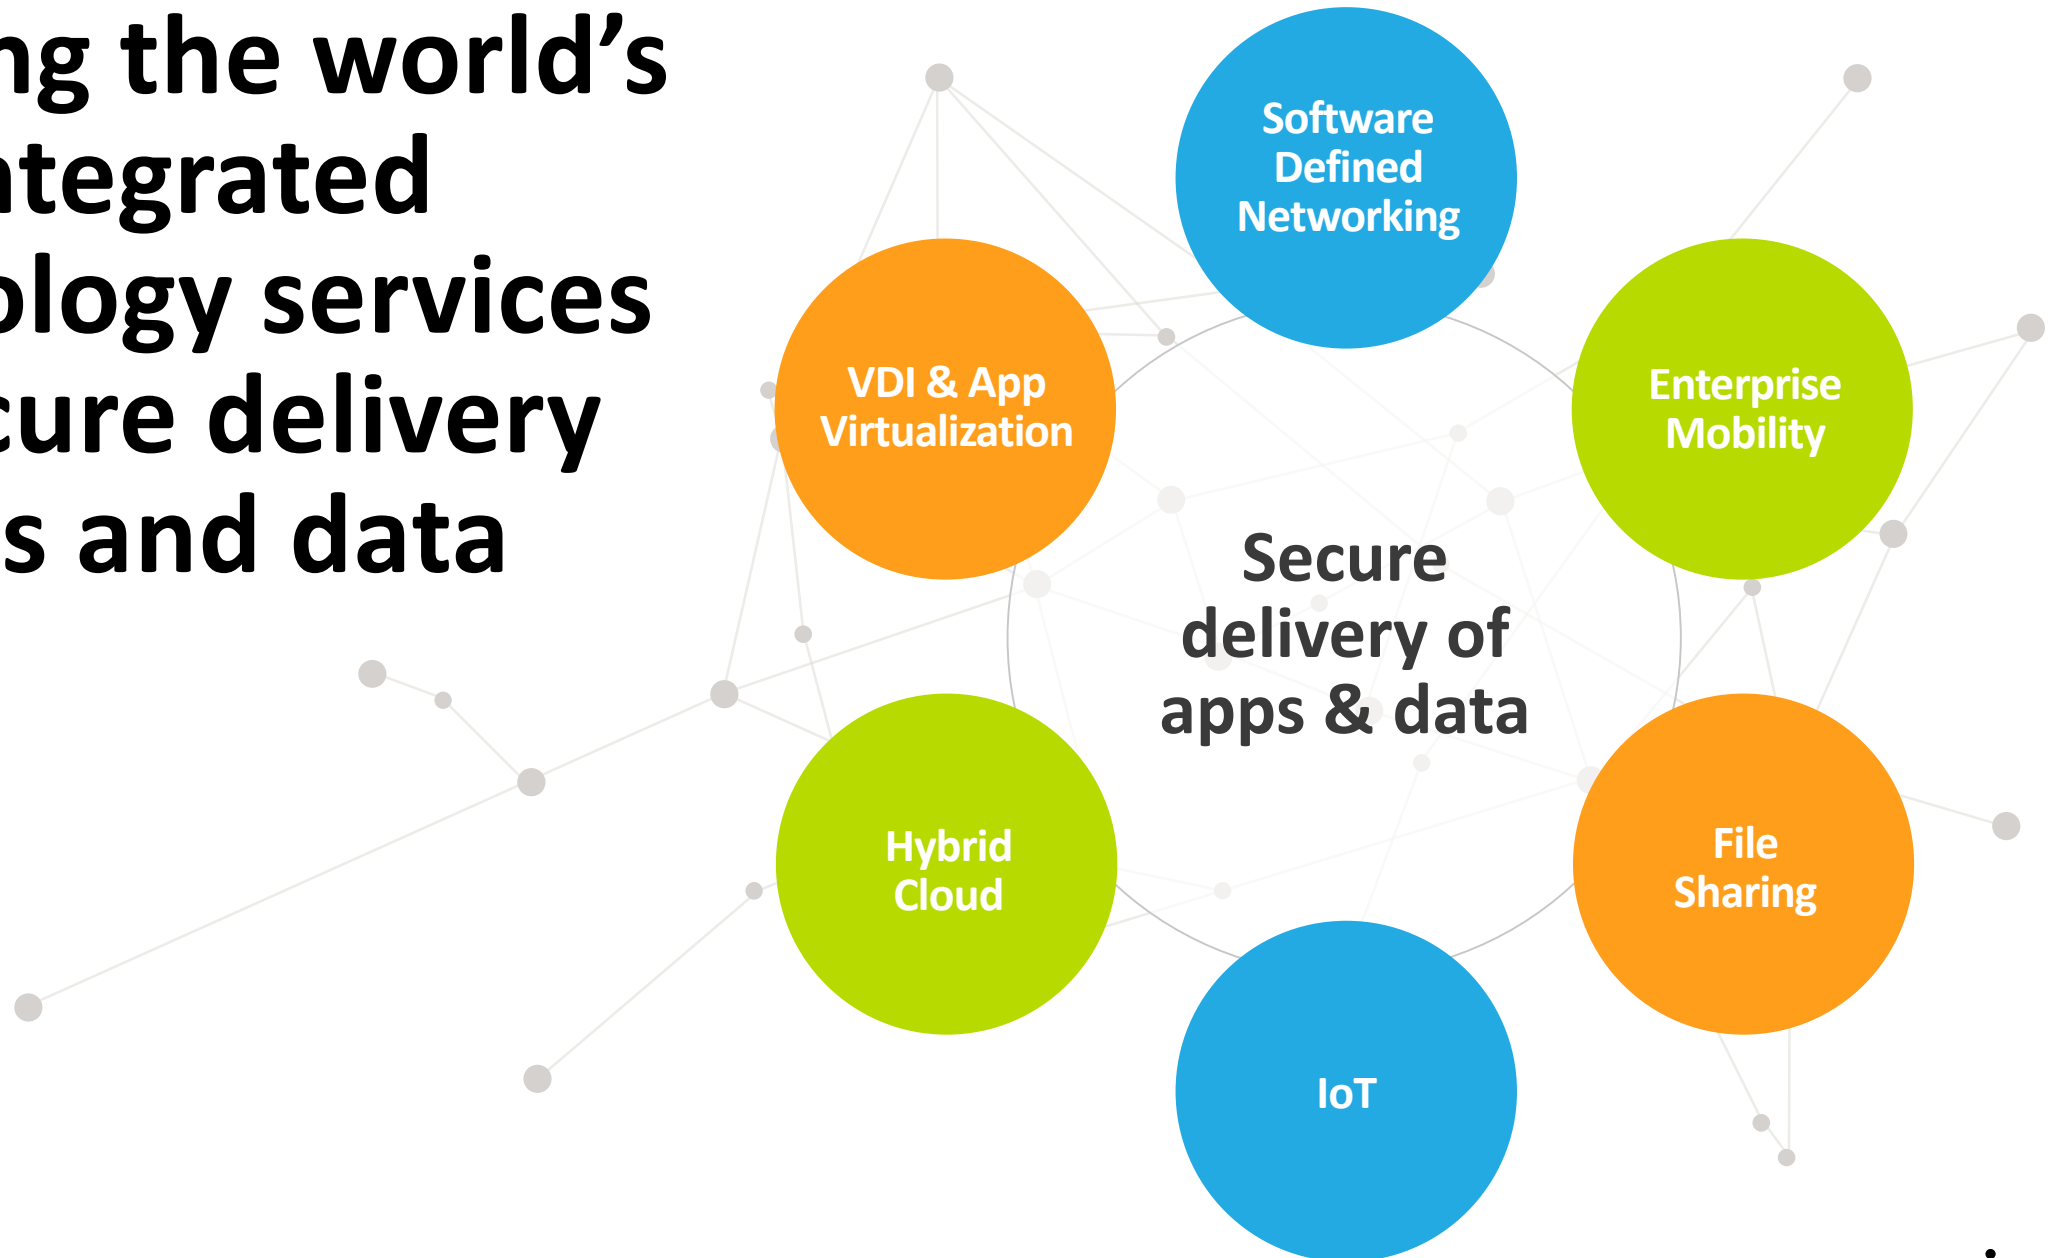 ng the world’s
ntegrated
ology services
cure delivery
s and data
Software
Defined
Networking
VDI & App
Virtualization
Enterprise
Mobility
Secure
delivery of
apps & data
Hybrid
Cloud
File
Sharing
IoT